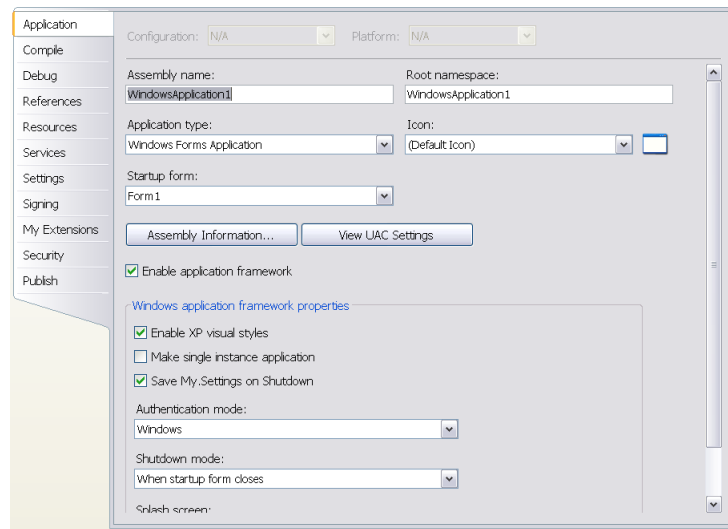 Application
Compile
Debug
References
Resources
Services
Settings
Signing
My Extensions
Security
Publish
Configuration: N/A Platform: N/A
Assembly name: Root namespace:
WindowsApplication1 WindowsApplication1
Application type: Icon:
Windows Forms Application (Default Icon)
Startup form:
Form1
Assembly Information... View UAC Settings
Enable application framework
Windows application framework properties
Enable XP visual styles
Make single instance application
Save My.Settings on Shutdown
Authentication mode:
Windows
Shutdown mode:
When startup form closes
Splash screen: